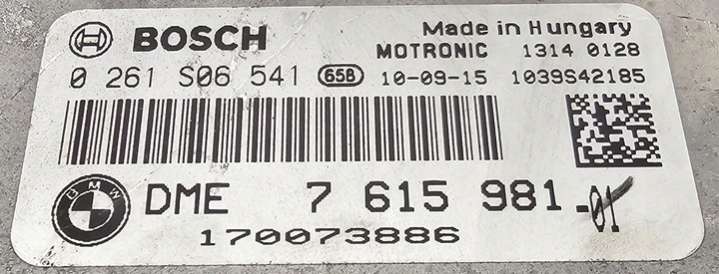 BOSCH Made in Hungary
MOTRONIC 1314 0128
0 261 S06 541 658 10-09-15 1039S42185
BMW DME 7 615 981-01
170073886